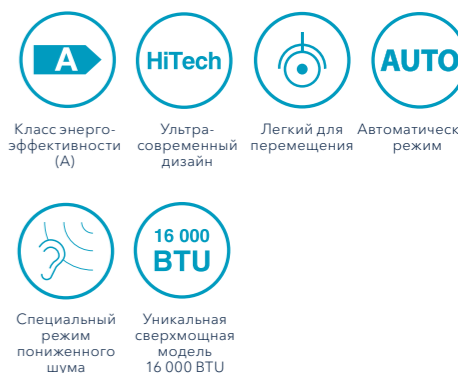 A
HiTech
AUTO
Класс энерго-
эффективности
(A)
Ультра-
современный
дизайн
Легкий для
перемещения
Автоматическ
режим
16 000
BTU
Специальный
режим
пониженного
шума
Уникальная
сверхмощная
модель
16 000 BTU